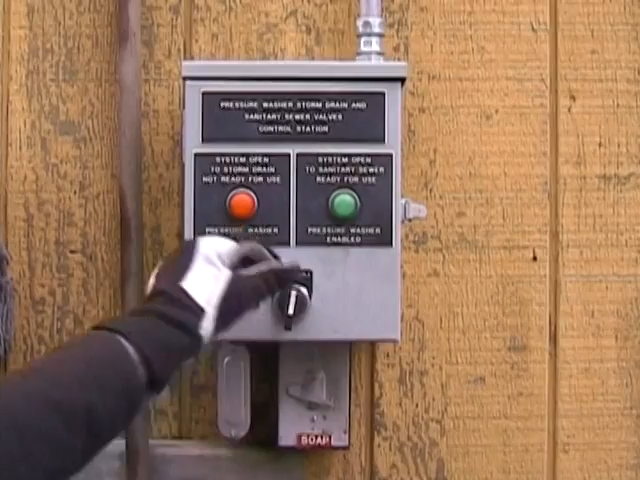 PRESSURE WASHER STORM DRAIN AND
SANITARY SEWER VALVES
CONTROL STATION
SYSTEM OPEN
TO STORM DRAIN
NOT READY FOR USE
PRESSURE WASHER
SYSTEM OPEN
TO SANITARY SEWER
READY FOR USE
PRESSURE WASHER
ENABLED
SOAP